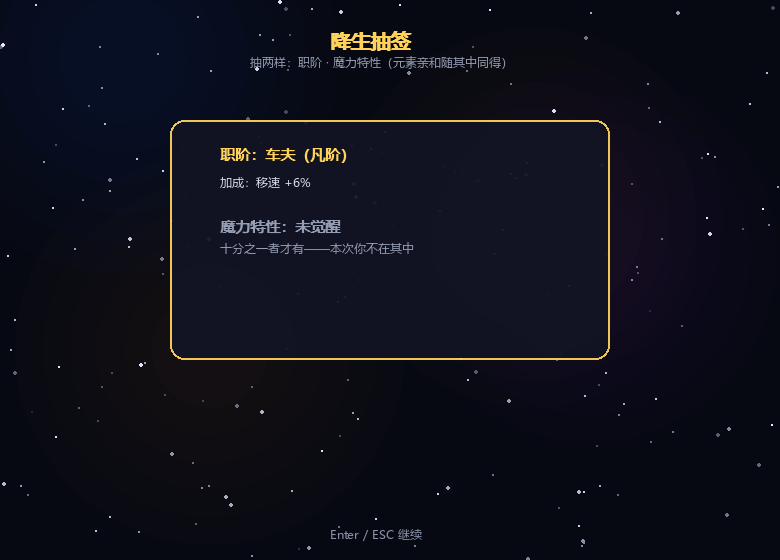 降生抽签
抽两样：职阶 · 魔力特性（元素亲和随其中同得）
职阶：车夫（凡阶）
加成：移速 +6%
魔力特性：未觉醒
十分之一者才有——本次你不在其中
Enter / ESC 继续